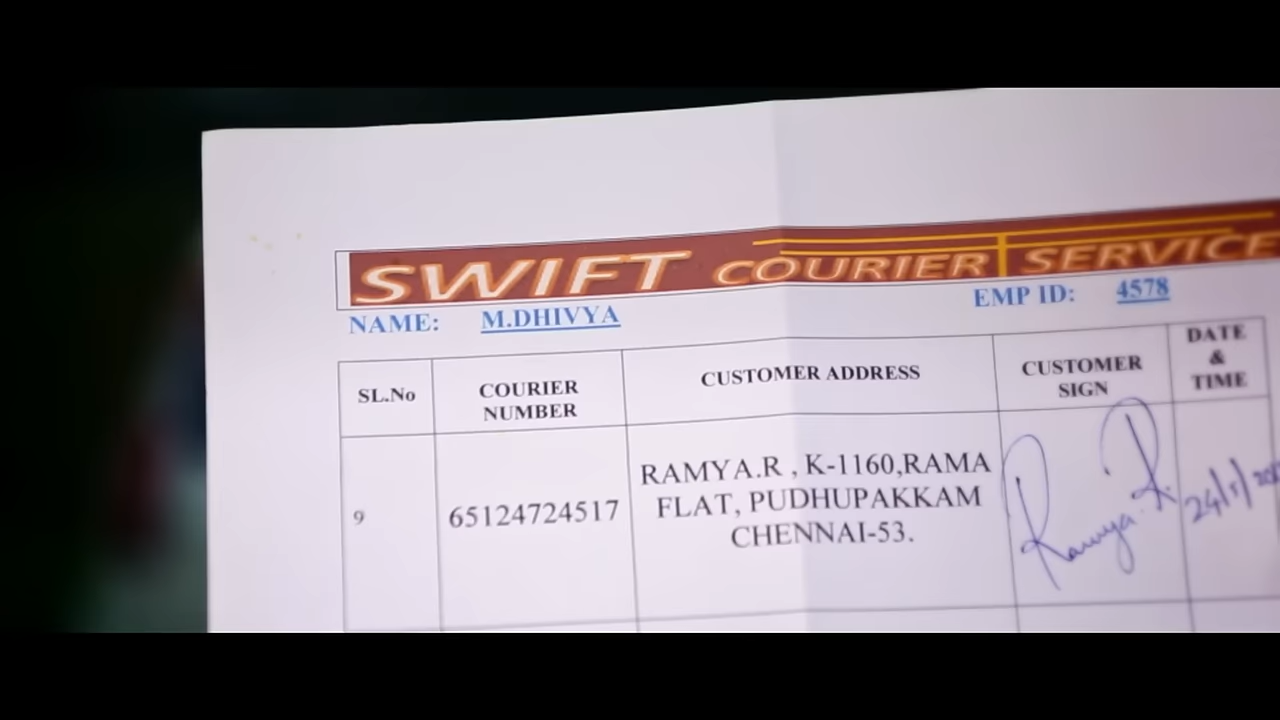 SWIFT COURIER SERVICE
NAME: M.DHIVYA EMP ID: 4578
SL.No
COURIER
NUMBER
CUSTOMER ADDRESS
CUSTOMER
SIGN
DATE
&
TIME
9
65124724517
RAMYA.R , K-1160,RAMA
FLAT, PUDHUPAKKAM
CHENNAI-53.
Ramya.R